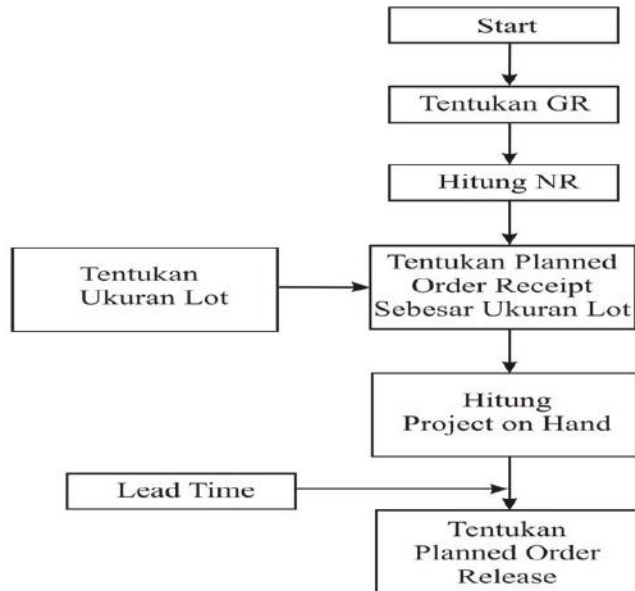 Start
Tentukan GR
Hitung NR
Tentukan
Ukuran Lot
Tentukan Planned
Order Receipt
Sebesar Ukuran Lot
Hitung
Project on Hand
Lead Time
Tentukan
Planned Order
Release